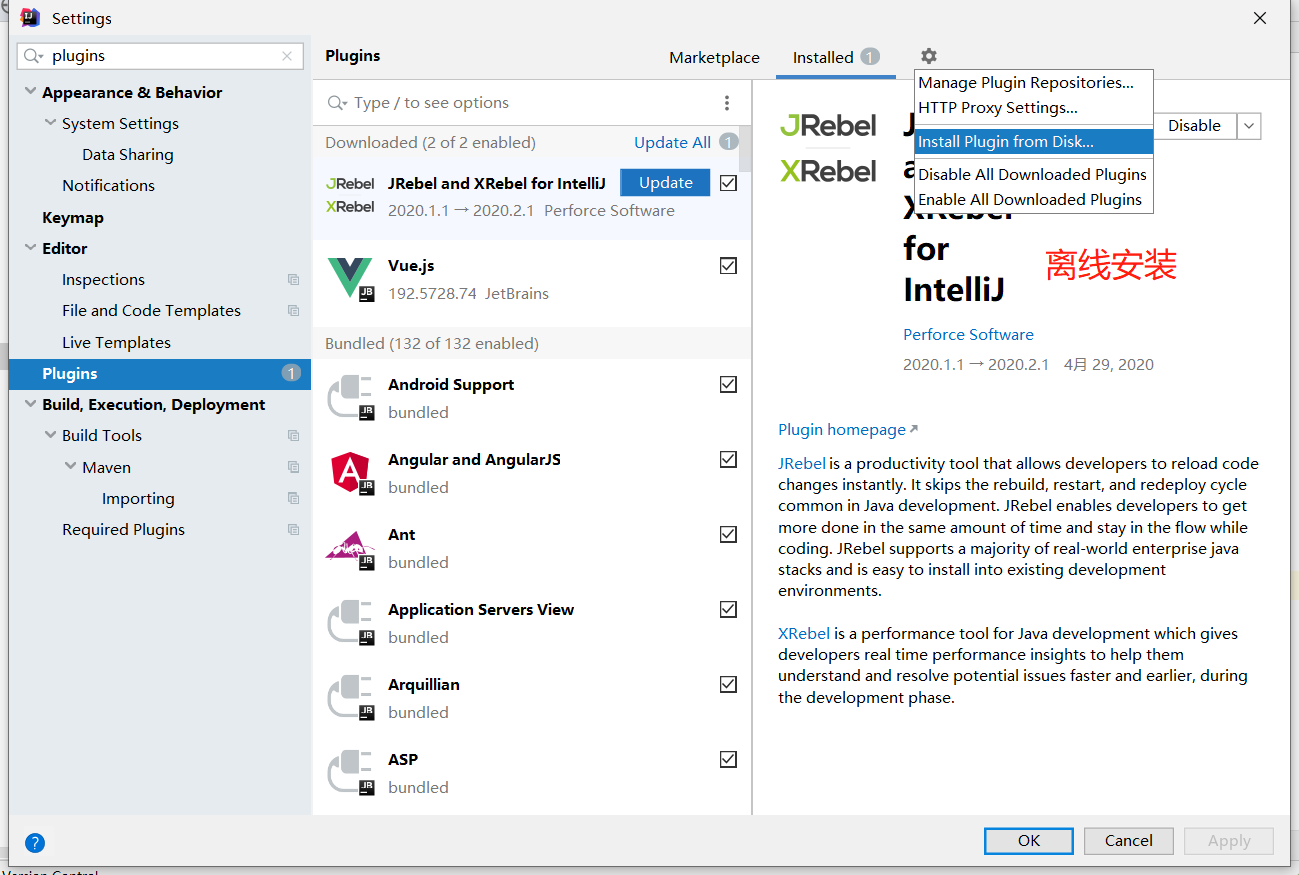 Settings
plugins
Appearance & Behavior
System Settings
Data Sharing
Notifications
Keymap
Editor
Inspections
File and Code Templates
Live Templates
Plugins 1
Build, Execution, Deployment
Build Tools
Maven
Importing
Required Plugins
Plugins
Marketplace
Installed 1
Type / to see options
Downloaded (2 of 2 enabled) Update All 1
JRebel
XRebel
JRebel and XRebel for IntelliJ Update
2020.1.1 → 2020.2.1 Perforce Software
Vue.js
192.5728.74 JetBrains
Bundled (132 of 132 enabled)
Android Support
bundled
Angular and AngularJS
bundled
Ant
bundled
Application Servers View
bundled
Arquillian
bundled
ASP
bundled
Manage Plugin Repositories...
HTTP Proxy Settings...
Install Plugin from Disk...
Disable All Downloaded Plugins
Enable All Downloaded Plugins
JRebel
XRebel
Disable
XRebel
for
IntelliJ
离线安装
Perforce Software
2020.1.1 → 2020.2.1 4月 29, 2020
Plugin homepage
JRebel is a productivity tool that allows developers to reload code
changes instantly. It skips the rebuild, restart, and redeploy cycle
common in Java development. JRebel enables developers to get
more done in the same amount of time and stay in the flow while
coding. JRebel supports a majority of real-world enterprise java
stacks and is easy to install into existing development
environments.
XRebel is a performance tool for Java development which gives
developers real time performance insights to help them
understand and resolve potential issues faster and earlier, during
the development phase.
?
OK
Cancel
Apply
Version Control